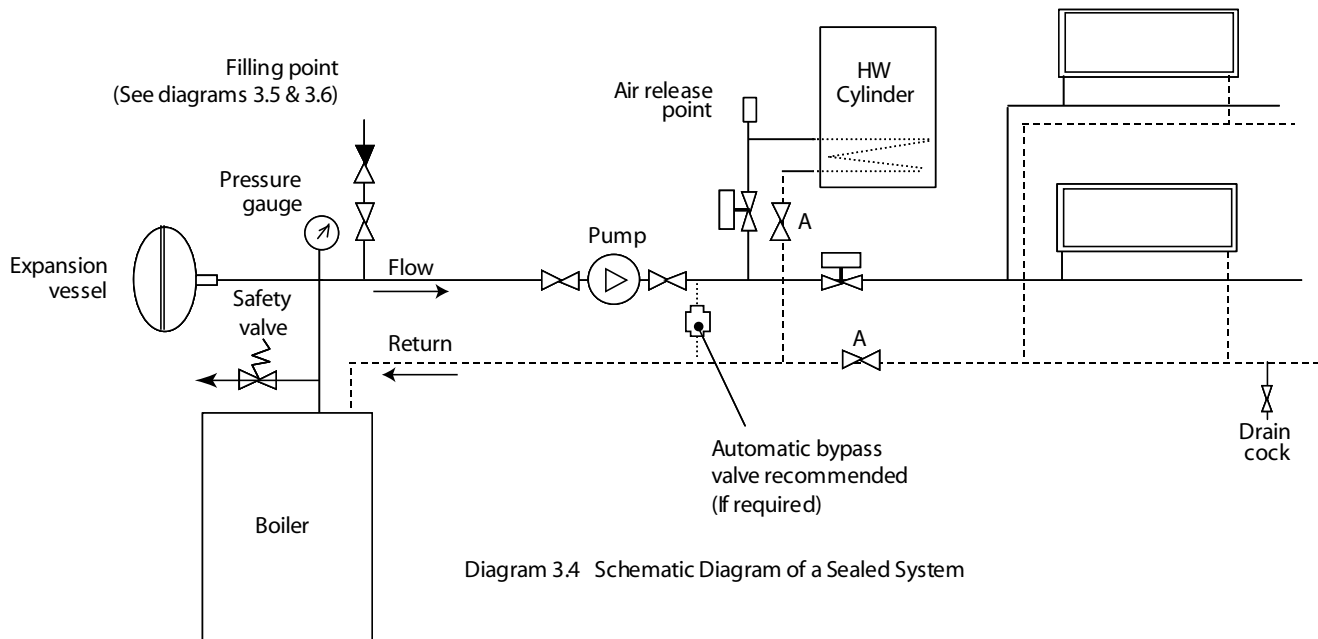 Filling point
(See diagrams 3.5 & 3.6)
Air release
point
HW
Cylinder
Pressure
gauge
A
Pump
Expansion
vessel
Flow
Safety
valve
Return
A
Drain
cock
Automatic bypass
valve recommended
(If required)
Boiler
Diagram 3.4 Schematic Diagram of a Sealed System